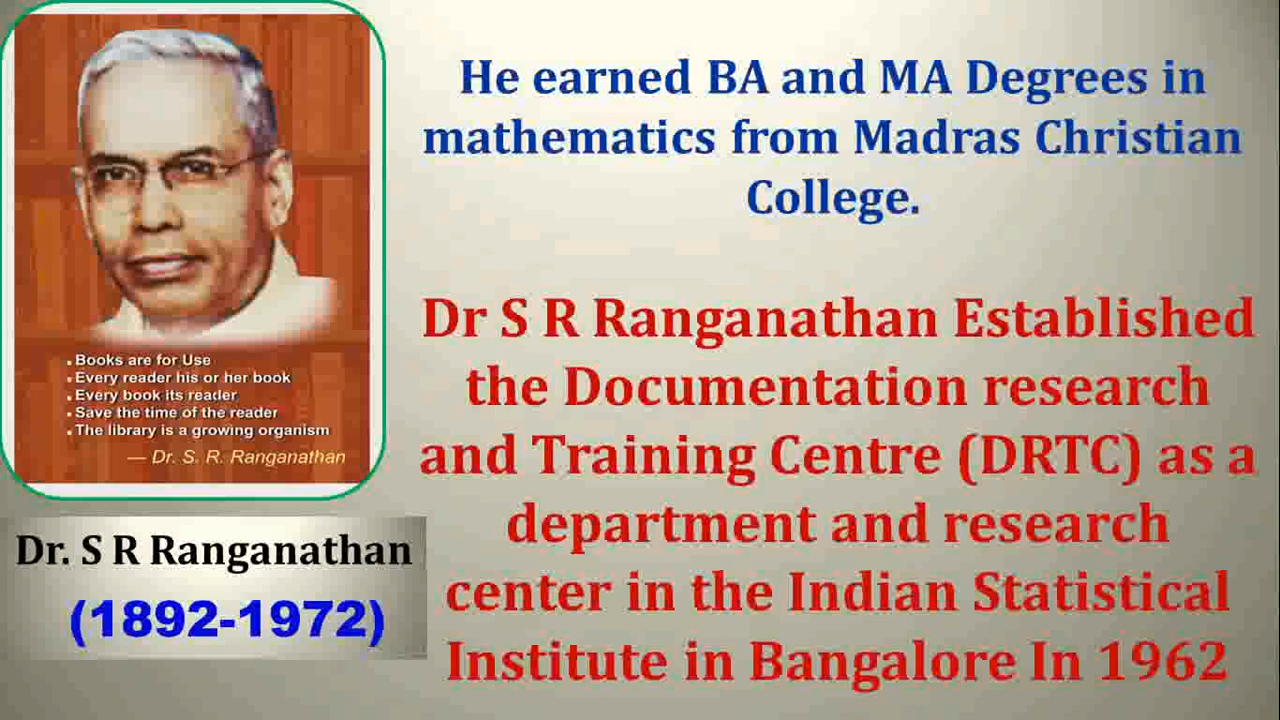 He earned BA and MA Degrees in
mathematics from Madras Christian
College.
Dr S R Ranganathan Established
the Documentation research
and Training Centre (DRTC) as a
department and research
center in the Indian Statistical
Institute in Bangalore In 1962
. Books are for Use
. Every reader his or her book
. Every book its reader
. Save the time of the reader
. The library is a growing organism
— Dr. S. R. Ranganathan
Dr. S R Ranganathan
(1892-1972)